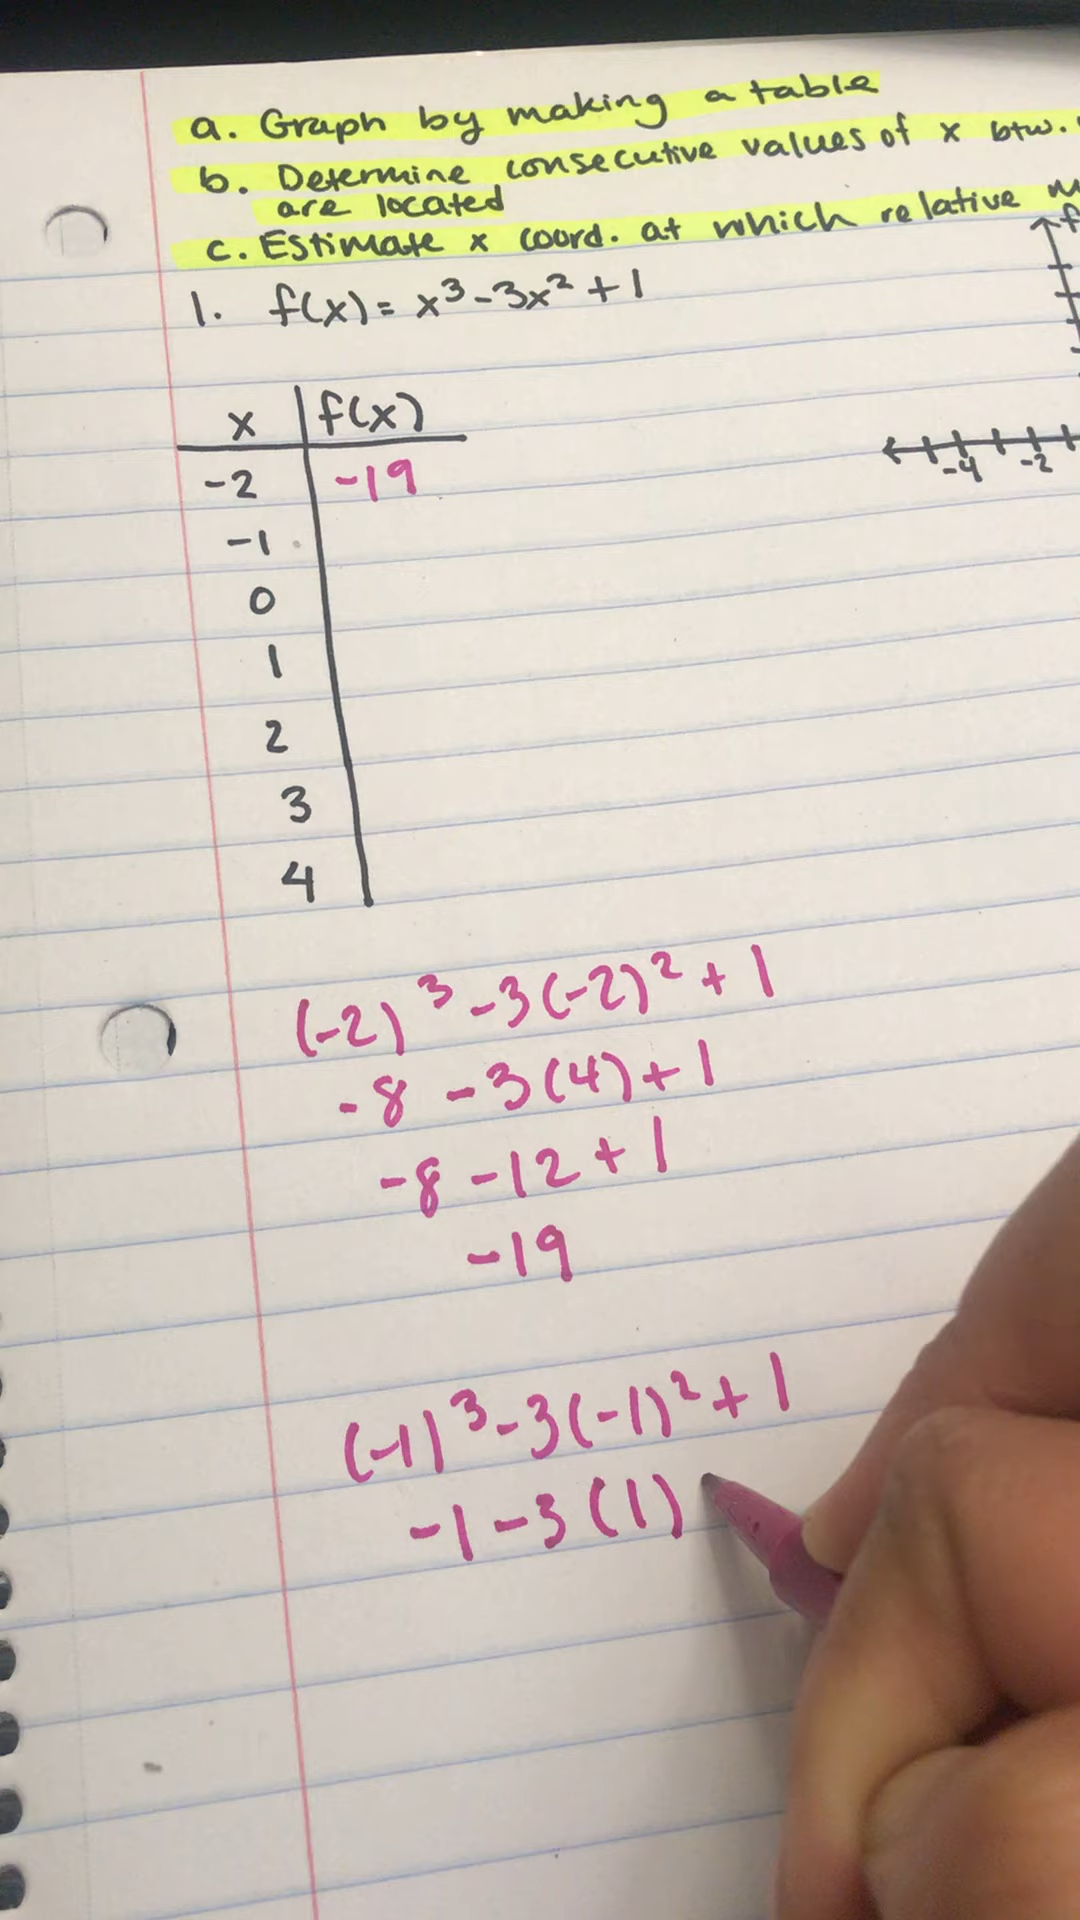 a. Graph by making a table
b. Determine consecutive values of x btw.
are located
c. Estimate x coord. at which relative
1. f(x) = x³ - 3x² + 1
x f(x)
-2 -19
-1
0
1
2
3
4
-4 -2
(-2)³ - 3(-2)² + 1
-8 - 3(4) + 1
-8 - 12 + 1
-19
(-1)³ - 3(-1)² + 1
-1 - 3(1)